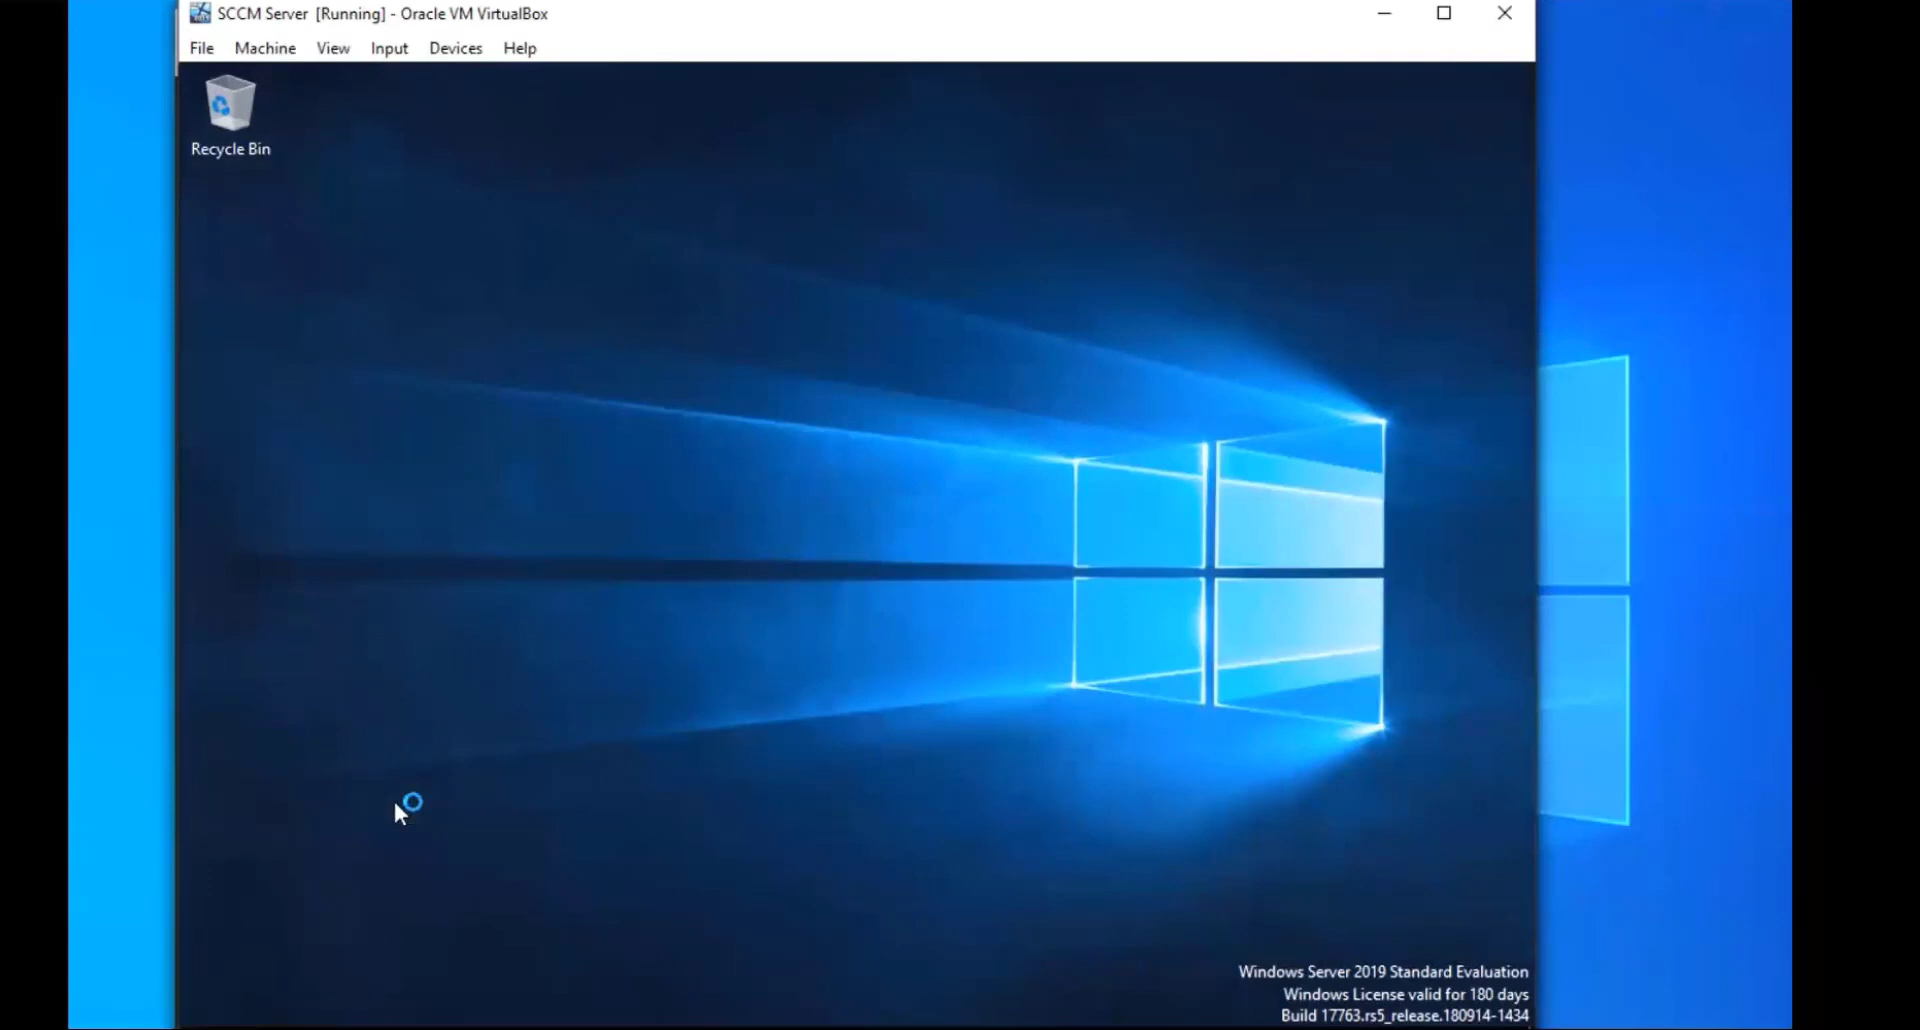 SCCM Server [Running] - Oracle VM VirtualBox
File Machine View Input Devices Help
Recycle Bin
Windows Server 2019 Standard Evaluation
Windows License valid for 180 days
Build 17763.rs5_release.180914-1434